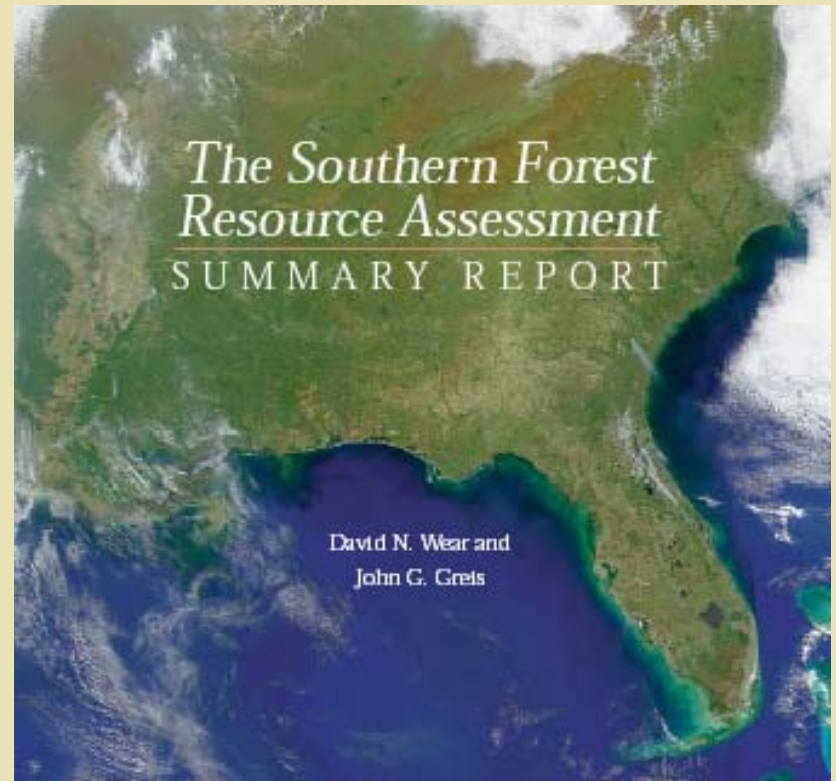 The Southern Forest
Resource Assessment
SUMMARY REPORT
David N. Wear and
John G. Greis